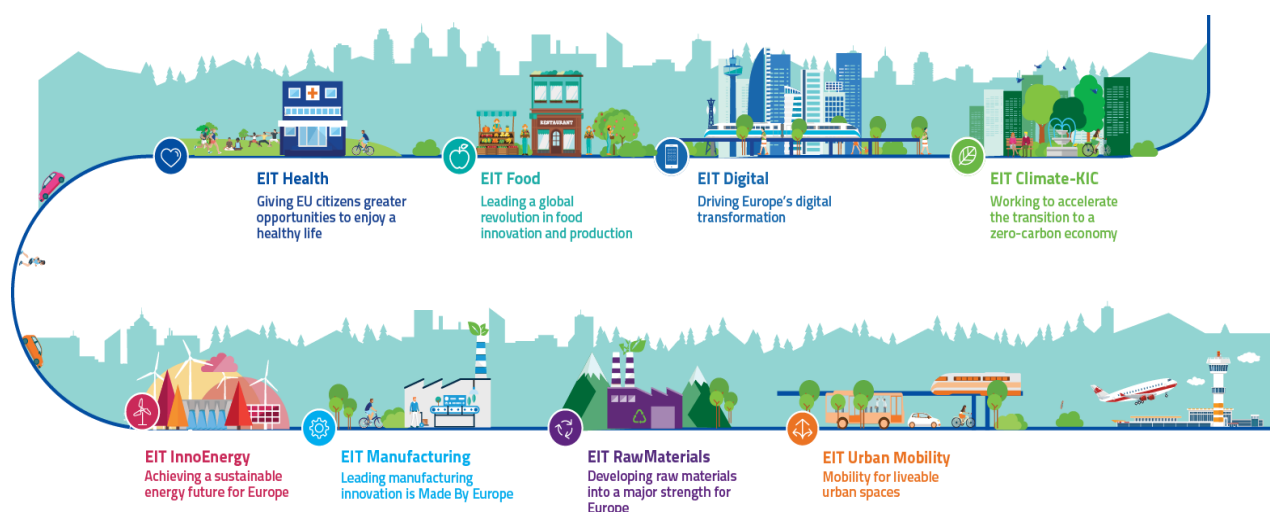 RESTAURANT
EIT Health
Giving EU citizens greater
opportunities to enjoy a
healthy life
EIT Food
Leading a global
revolution in food
innovation and production
EIT Digital
Driving Europe's digital
transformation
EIT Climate-KIC
Working to accelerate
the transition to a
zero-carbon economy
EIT InnoEnergy
Achieving a sustainable
energy future for Europe
EIT Manufacturing
Leading manufacturing
innovation is Made By Europe
EIT RawMaterials
Developing raw materials
into a major strength for
Europe
EIT Urban Mobility
Mobility for liveable
urban spaces